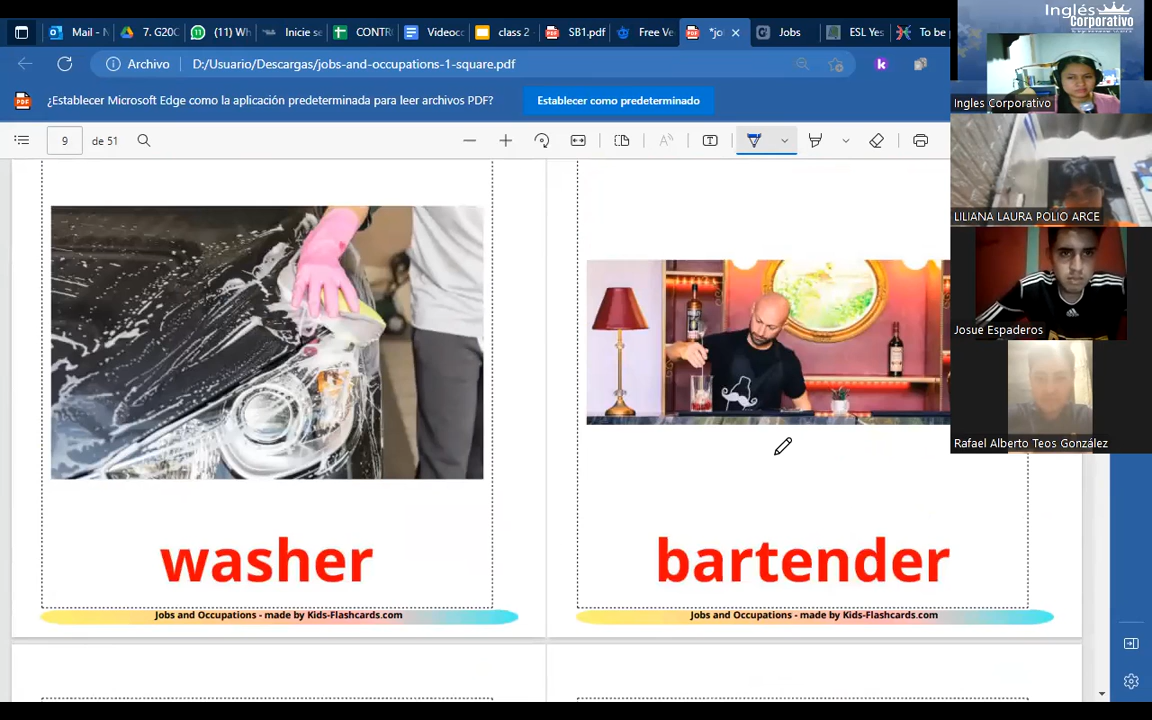 Mail - N
7. G20C
(11) Wh
Inicie se
CONTR
Videoco
class 2
SB1.pdf
Free Ve
*jo
Jobs
ESL Yes
To be
Archivo
D:/Usuario/Descargas/jobs-and-occupations-1-square.pdf
¿Establecer Microsoft Edge como la aplicación predeterminada para leer archivos PDF?
Establecer como predeterminado
9 de 51
washer
Jobs and Occupations - made by Kids-Flashcards.com
bartender
Jobs and Occupations - made by Kids-Flashcards.com
Inglés
Corporativo
Ingles Corporativo
LILIANA LAURA POLIO ARCE
Josue Espaderos
Rafael Alberto Teos González